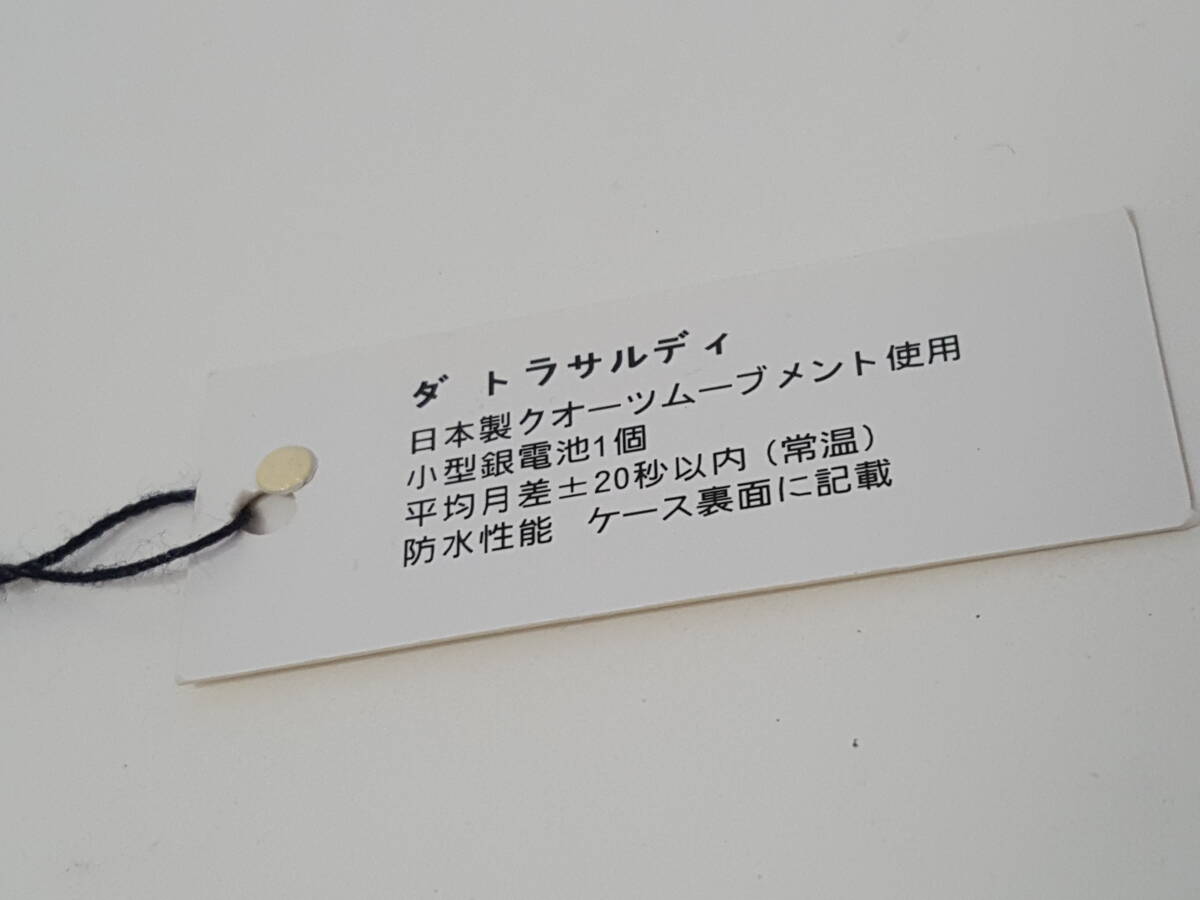 ダ トラサルディ
日本製クオーツムーブメント使用
小型銀電池1個
平均月差±20秒以内（常温）
防水性能　ケース裏面に記載